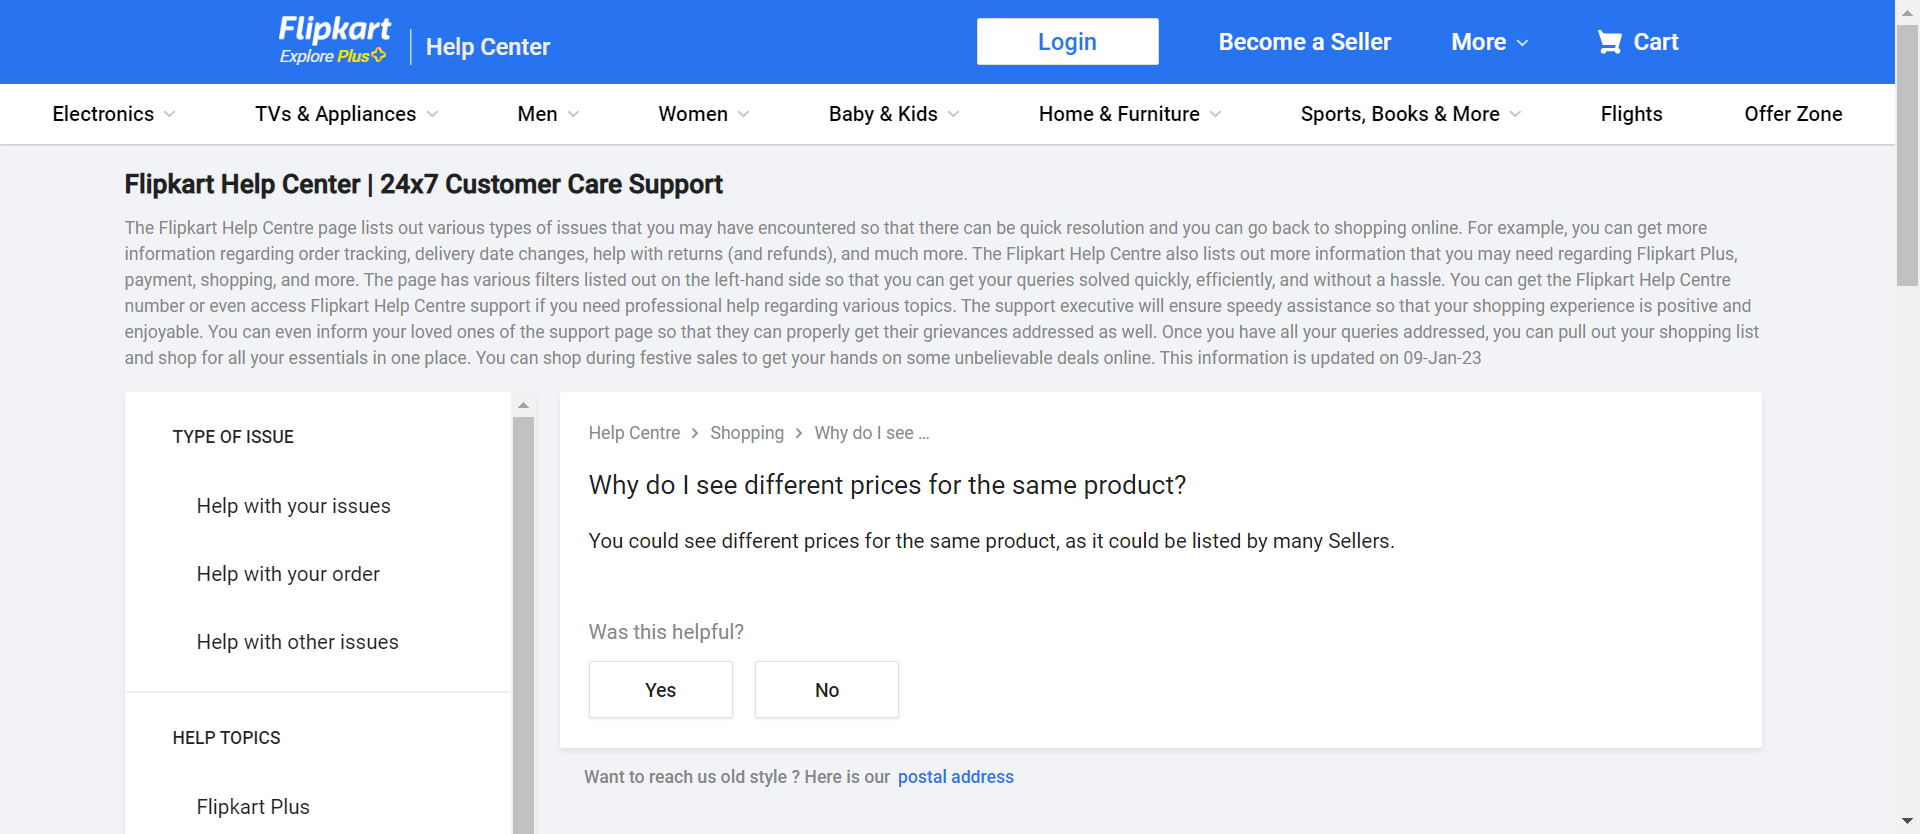 Flipkart
Explore Plus
Help Center
Login
Become a Seller
More
Cart
Electronics
TVs & Appliances
Men
Women
Baby & Kids
Home & Furniture
Sports, Books & More
Flights
Offer Zone
Flipkart Help Center | 24x7 Customer Care Support
The Flipkart Help Centre page lists out various types of issues that you may have encountered so that there can be quick resolution and you can go back to shopping online. For example, you can get more
information regarding order tracking, delivery date changes, help with returns (and refunds), and much more. The Flipkart Help Centre also lists out more information that you may need regarding Flipkart Plus,
payment, shopping, and more. The page has various filters listed out on the left-hand side so that you can get your queries solved quickly, efficiently, and without a hassle. You can get the Flipkart Help Centre
number or even access Flipkart Help Centre support if you need professional help regarding various topics. The support executive will ensure speedy assistance so that your shopping experience is positive and
enjoyable. You can even inform your loved ones of the support page so that they can properly get their grievances addressed as well. Once you have all your queries addressed, you can pull out your shopping list
and shop for all your essentials in one place. You can shop during festive sales to get your hands on some unbelievable deals online. This information is updated on 09-Jan-23
TYPE OF ISSUE
Help with your issues
Help with your order
Help with other issues
HELP TOPICS
Flipkart Plus
Help Centre > Shopping > Why do I see ...
Why do I see different prices for the same product?
You could see different prices for the same product, as it could be listed by many Sellers.
Was this helpful?
Yes
No
Want to reach us old style ? Here is our postal address